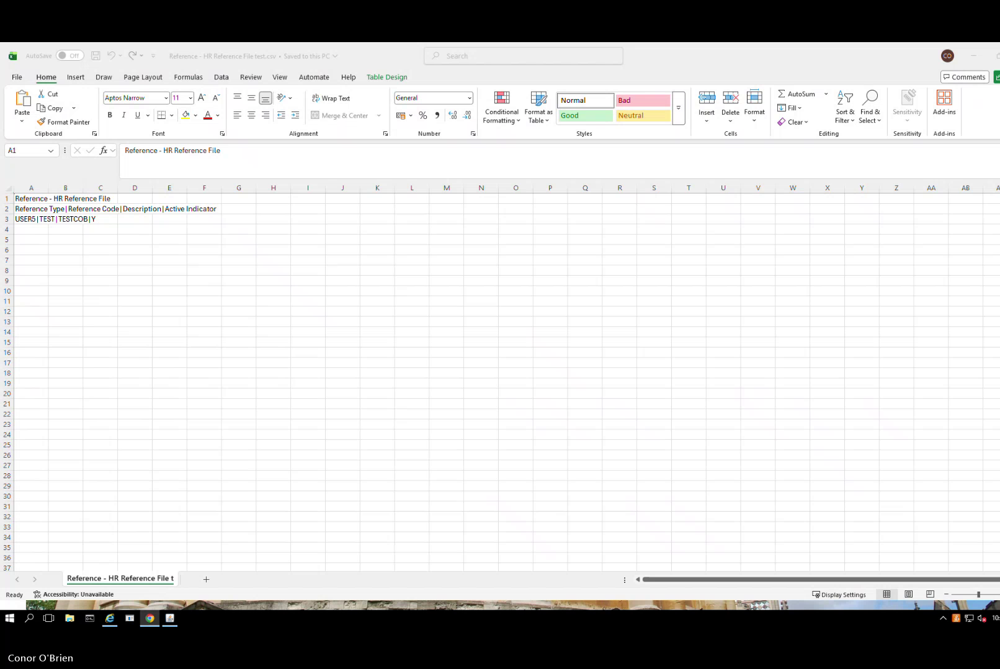 AutoSave Off Reference - HR Reference File test.csv • Saved to this PC Search CO
File Home Insert Draw Page Layout Formulas Data Review View Automate Help Table Design Comments
Paste Cut Copy Format Painter Clipboard
Aptos Narrow 11 A A B I U A Font
Wrap Text Merge & Center Alignment
General % , Number
Conditional Formatting Format as Table Normal Bad Good Neutral Styles
Insert Delete Format Cells
AutoSum Fill Clear Sort & Filter Find & Select Editing
Sensitivity Sensitivity
Add-ins Add-ins
A1 fx Reference - HR Reference File
A B C D E F G H I J K L M N O P Q R S T U V W X Y Z AA AB
1 Reference - HR Reference File
2 Reference Type|Reference Code|Description|Active Indicator
3 USER5|TEST|TESTCOB|Y
4
5
6
7
8
9
10
11
12
13
14
15
16
17
18
19
20
21
22
23
24
25
26
27
28
29
30
31
32
33
34
35
36
37
Reference - HR Reference File t
Ready Accessibility: Unavailable Display Settings
Conor O'Brien